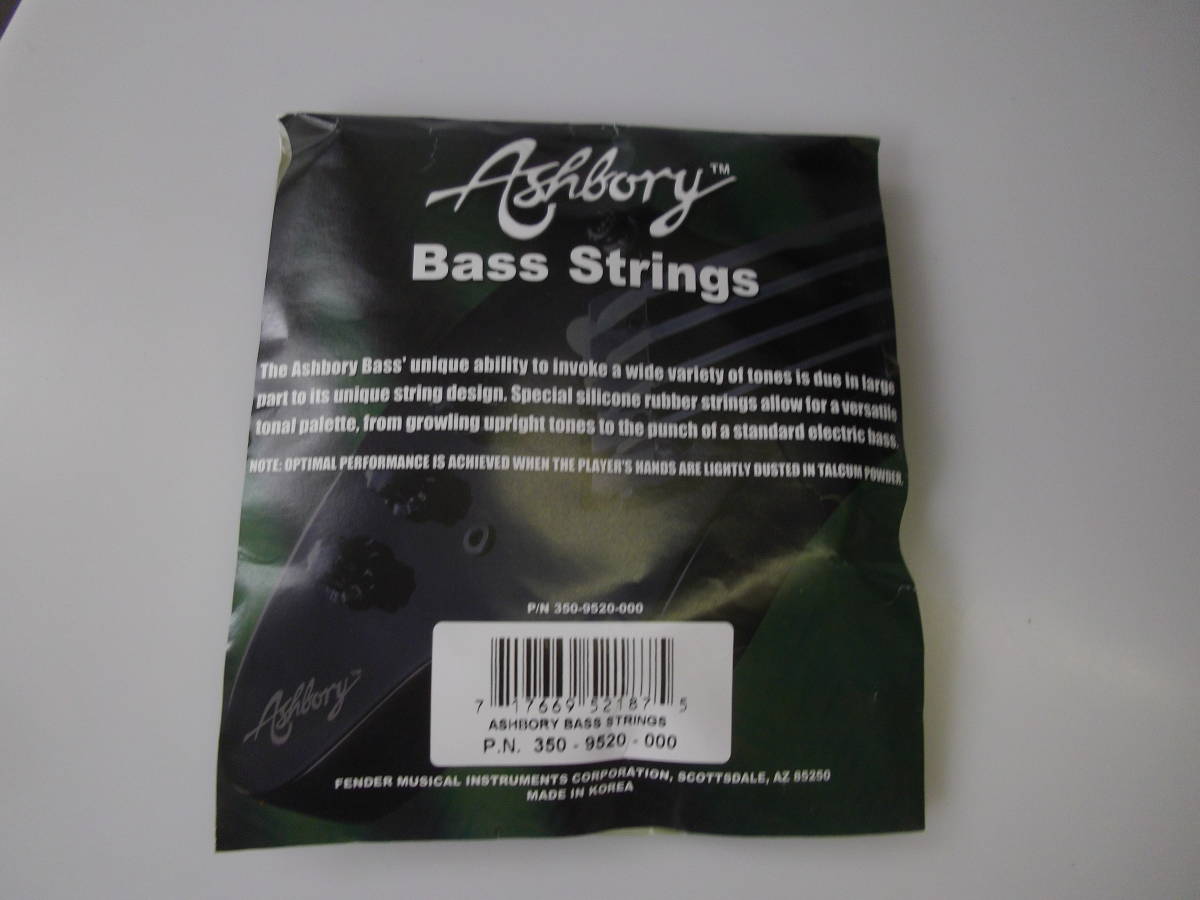 Ashbory™
Bass Strings
The Ashbory Bass' unique ability to invoke a wide variety of tones is due in large
part to its unique string design. Special silicone rubber strings allow for a versatile
tonal palette, from growling upright tones to the punch of a standard electric bass.
NOTE: OPTIMAL PERFORMANCE IS ACHIEVED WHEN THE PLAYER'S HANDS ARE LIGHTLY DUSTED IN TALCUM POWDER.
P/N 350-9520-000
7 17669 52187 5
ASHBORY BASS STRINGS
P.N. 350 - 9520 - 000
Ashbory™
FENDER MUSICAL INSTRUMENTS CORPORATION, SCOTTSDALE, AZ 85250
MADE IN KOREA